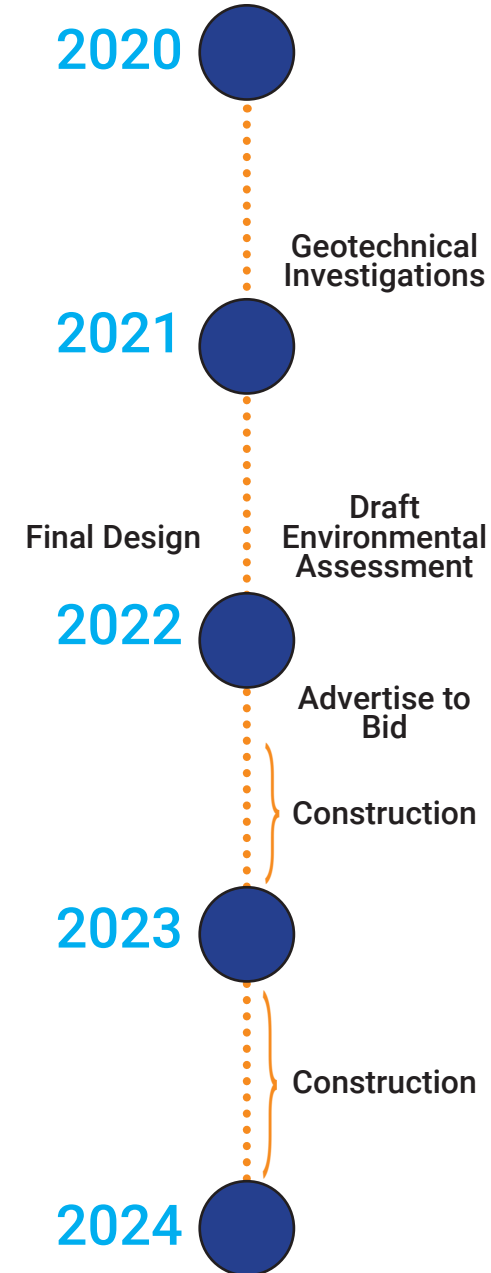 2020
Geotechnical
Investigations
2021
Final Design
Draft
Environmental
Assessment
2022
Advertise to
Bid
Construction
2023
Construction
2024